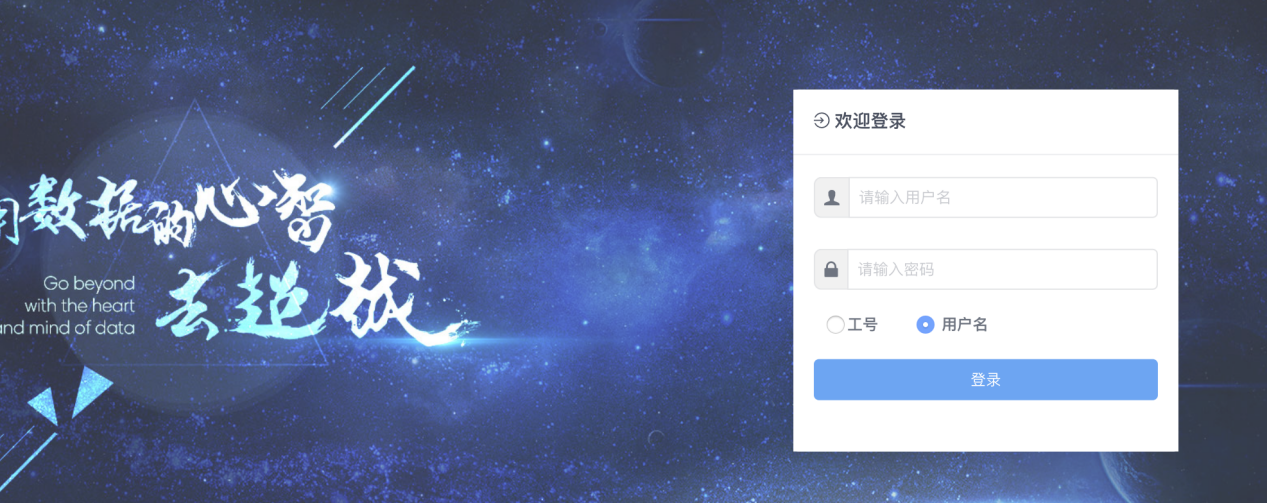 用数据的心智
去超越
Go beyond
with the heart
and mind of data
欢迎登录
请输入用户名
请输入密码
工号
用户名
登录